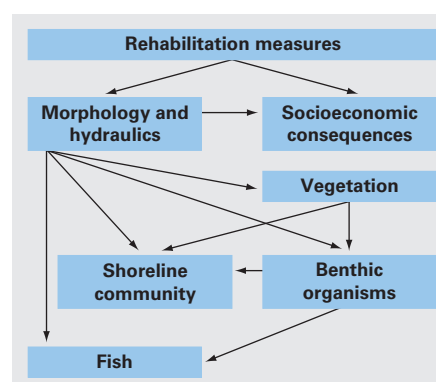 Rehabilitation measures
Morphology and
hydraulics
Socioeconomic
consequences
Vegetation
Shoreline
community
Benthic
organisms
Fish